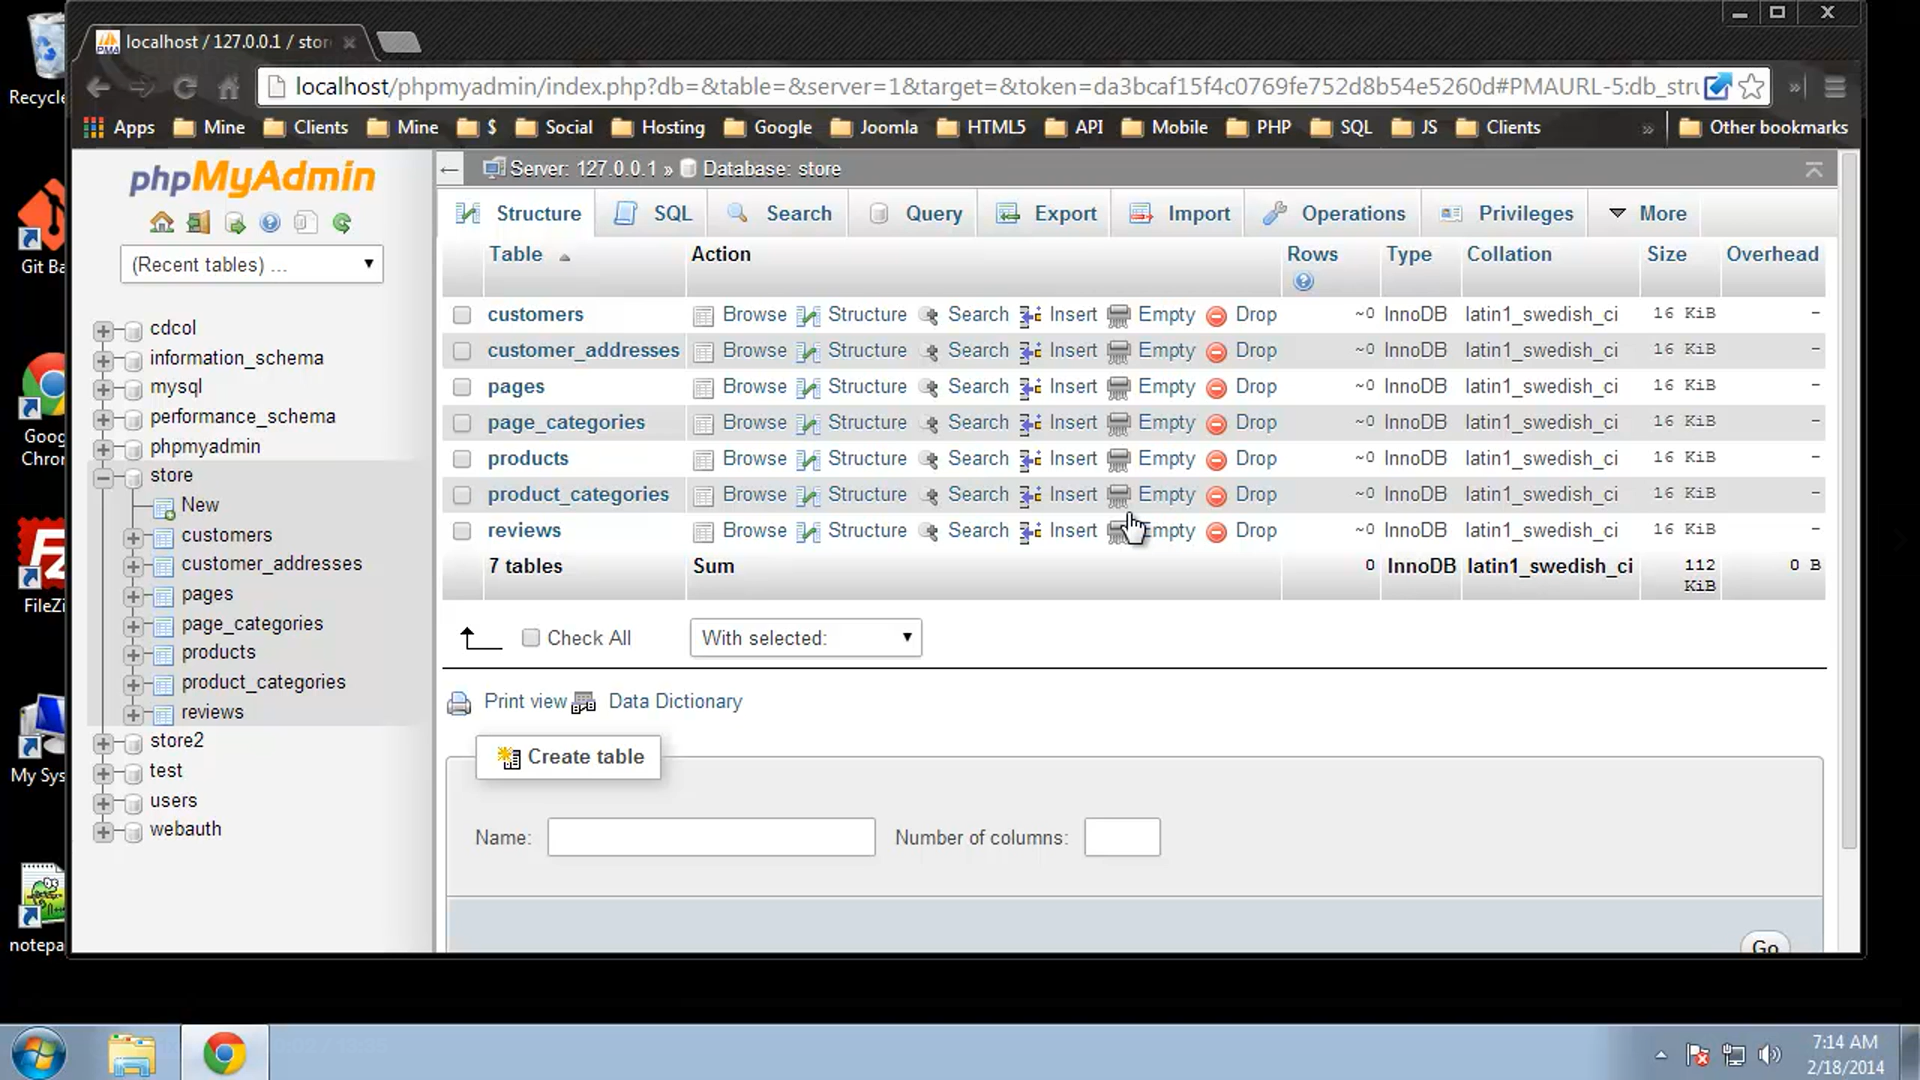 localhost / 127.0.0.1 / stor
localhost/phpmyadmin/index.php?db=&table=&server=1&target=&token=da3bcaf15f4c0769fe752d8b54e5260d#PMAURL-5:db_stru
Apps Mine Clients Mine $ Social Hosting Google Joomla HTML5 API Mobile PHP SQL JS Clients » Other bookmarks
phpMyAdmin
(Recent tables) ...
cdcol
information_schema
mysql
performance_schema
phpmyadmin
store
New
customers
customer_addresses
pages
page_categories
products
product_categories
reviews
store2
test
users
webauth
Server: 127.0.0.1 » Database: store
Structure SQL Search Query Export Import Operations Privileges More
Table Action Rows Type Collation Size Overhead
customers Browse Structure Search Insert Empty Drop ~0 InnoDB latin1_swedish_ci 16 KiB -
customer_addresses Browse Structure Search Insert Empty Drop ~0 InnoDB latin1_swedish_ci 16 KiB -
pages Browse Structure Search Insert Empty Drop ~0 InnoDB latin1_swedish_ci 16 KiB -
page_categories Browse Structure Search Insert Empty Drop ~0 InnoDB latin1_swedish_ci 16 KiB -
products Browse Structure Search Insert Empty Drop ~0 InnoDB latin1_swedish_ci 16 KiB -
product_categories Browse Structure Search Insert Empty Drop ~0 InnoDB latin1_swedish_ci 16 KiB -
reviews Browse Structure Search Insert Empty Drop ~0 InnoDB latin1_swedish_ci 16 KiB -
7 tables Sum 0 InnoDB latin1_swedish_ci 112 KiB 0 B
Check All With selected:
Print view Data Dictionary
Create table
Name: Number of columns:
Go
Recycle
Git Ba
Goog
Chron
FileZi
My Sys
notepa
7:14 AM
2/18/2014